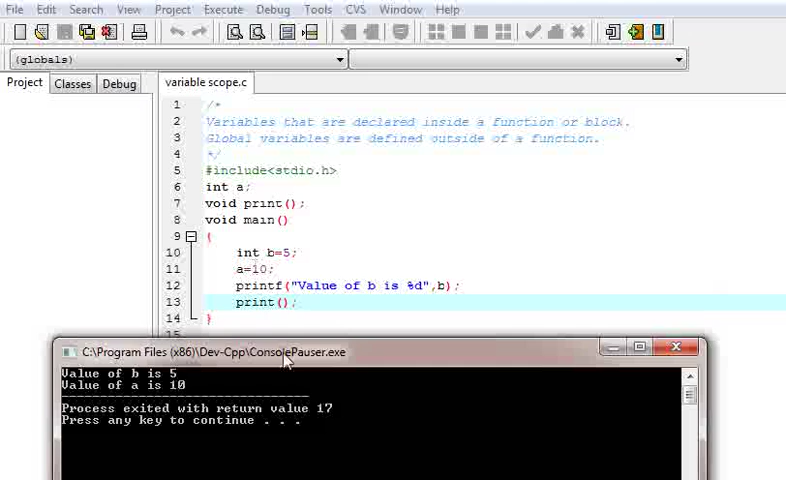 File Edit Search View Project Execute Debug Tools CVS Window Help
(globals)
Project Classes Debug variable scope.c
1 /*
2 Variables that are declared inside a function or block.
3 Global variables are defined outside of a function.
4 */
5 #include<stdio.h>
6 int a;
7 void print();
8 void main()
9 {
10 int b=5;
11 a=10;
12 printf("Value of b is %d",b);
13 print();
14 }
15
C:\Program Files (x86)\Dev-Cpp\ConsolePauser.exe
Value of b is 5
Value of a is 10
--------------------------------
Process exited with return value 17
Press any key to continue . . .